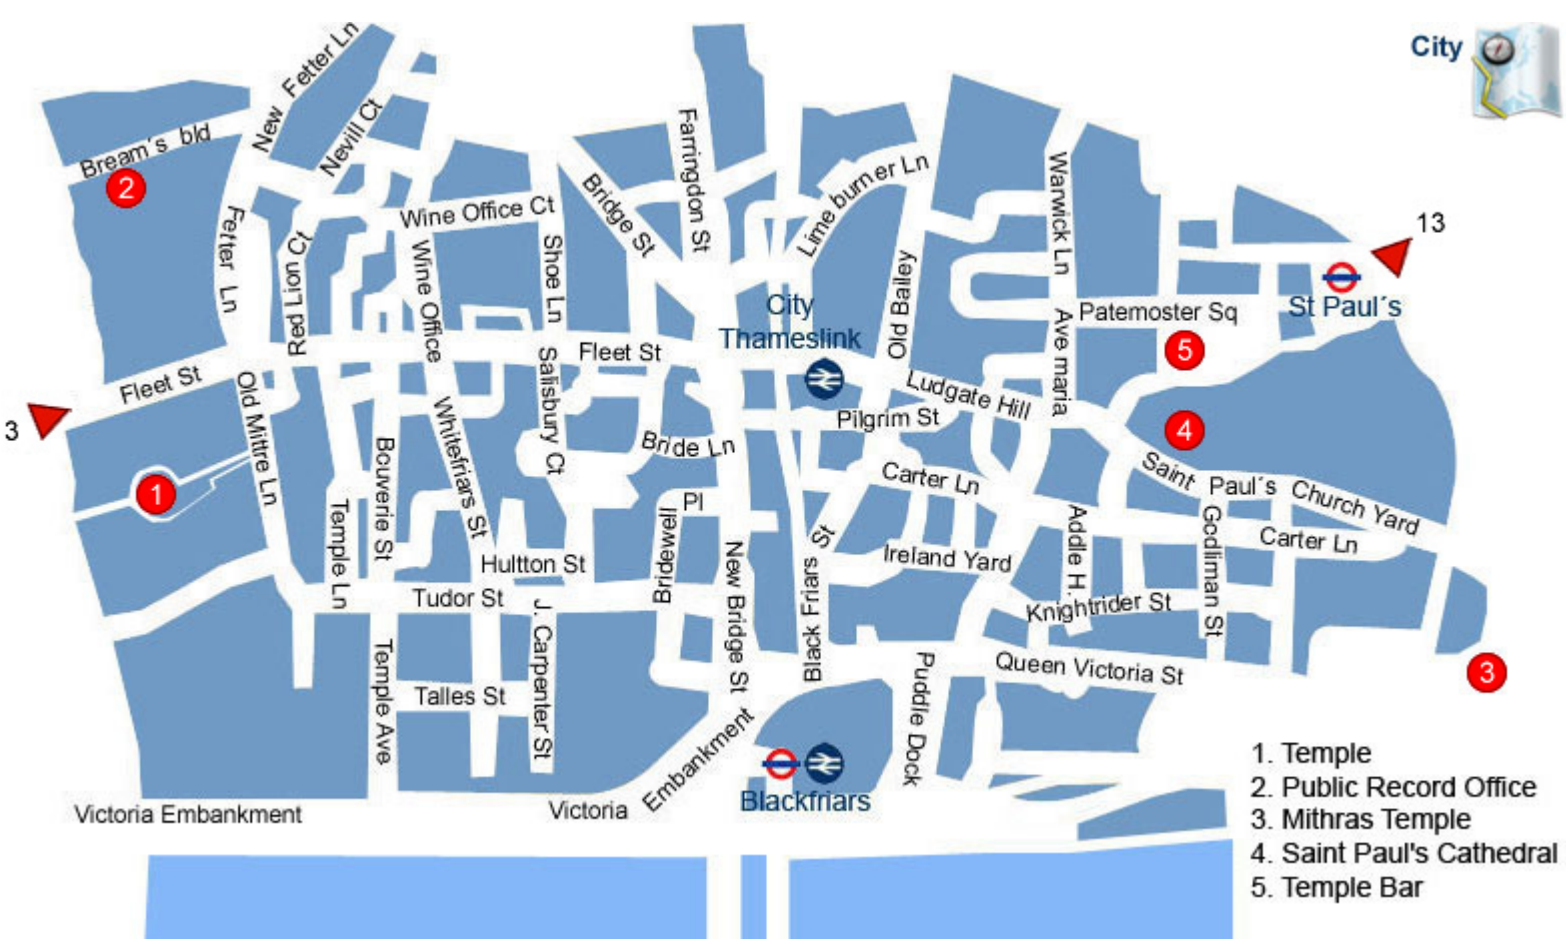 City
New Fetter Ln
Nevill Ct
Bream´s bld
2
Farringdon St
Bridge St
Lime burner Ln
Warwick Ln
13
Wine Office Ct
Fetter Ln
Red Lion Ct
Wine Office
Shoe Ln
Old Bailey
St Paul´s
City
Thameslink
Patemoster Sq
Ave maria
5
Fleet St
Fleet St
3
Old Mittre Ln
Salisbury Ct
Ludgate Hill
Pilgrim St
4
Whitefriars St
Bouverie St
Bride Ln
Saint Paul´s Church Yard
1
Carter Ln
Pl
Bridewell
Temple Ln
Addle H.
Godliman St
Carter Ln
Hultton St
Ireland Yard
Black Friars St
New Bridge St
Tudor St
J. Carpenter St
Knightrider St
Temple Ave
Talles St
Puddle Dock
Queen Victoria St
3
Victoria Embankment
Victoria Embankment
Blackfriars
1. Temple
2. Public Record Office
3. Mithras Temple
4. Saint Paul's Cathedral
5. Temple Bar